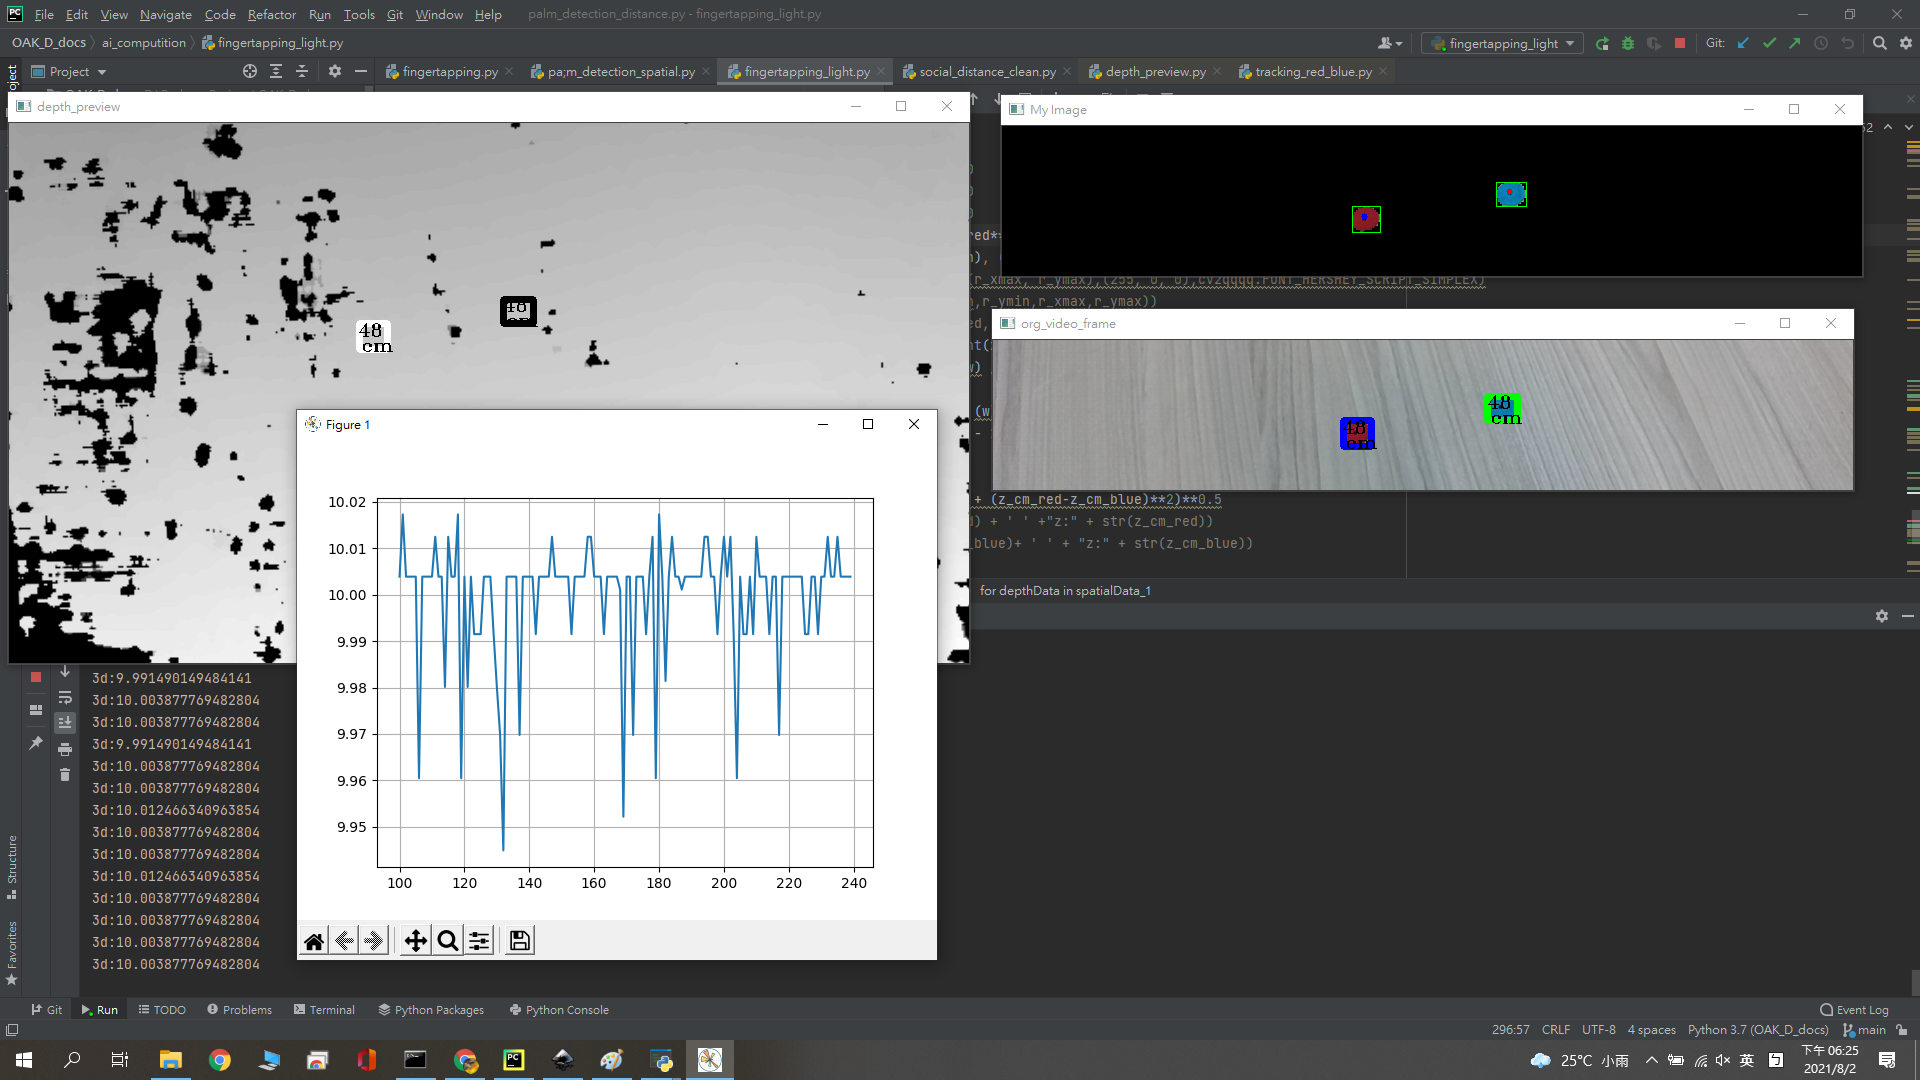 File Edit View Navigate Code Refactor Run Tools Git Window Help palm_detection_distance.py - fingertapping_light.py
OAK_D_docs ai_computition fingertapping_light.py
fingertapping_light Git:
Project
fingertapping.py pa;m_detection_spatial.py fingertapping_light.py social_distance_clean.py depth_preview.py tracking_red_blue.py
depth_preview
48
cm
48
My Image
r_xmax, r_ymax),(255, 0, 0),cv2qqqq.FONT_HERSHEY_SCRIPT_SIMPLEX)
,r_ymin,r_xmax,r_ymax))
org_video_frame
48
cm
48
cm
+ (z_cm_red-z_cm_blue)**2)**0.5
) + ' ' +"z:" + str(z_cm_red))
_blue)+ ' ' + "z:" + str(z_cm_blue))
for depthData in spatialData_1
Figure 1
10.02
10.01
10.00
9.99
9.98
9.97
9.96
9.95
100 120 140 160 180 200 220 240
3d:9.991490149484141
3d:10.003877769482804
3d:10.003877769482804
3d:9.991490149484141
3d:10.003877769482804
3d:10.003877769482804
3d:10.012466340963854
3d:10.003877769482804
3d:10.003877769482804
3d:10.012466340963854
3d:10.003877769482804
3d:10.003877769482804
3d:10.003877769482804
3d:10.003877769482804
Structure
Favorites
Git Run TODO Problems Terminal Python Packages Python Console Event Log
296:57 CRLF UTF-8 4 spaces Python 3.7 (OAK_D_docs) main
25°C 小雨 英 下午 06:25
2021/8/2